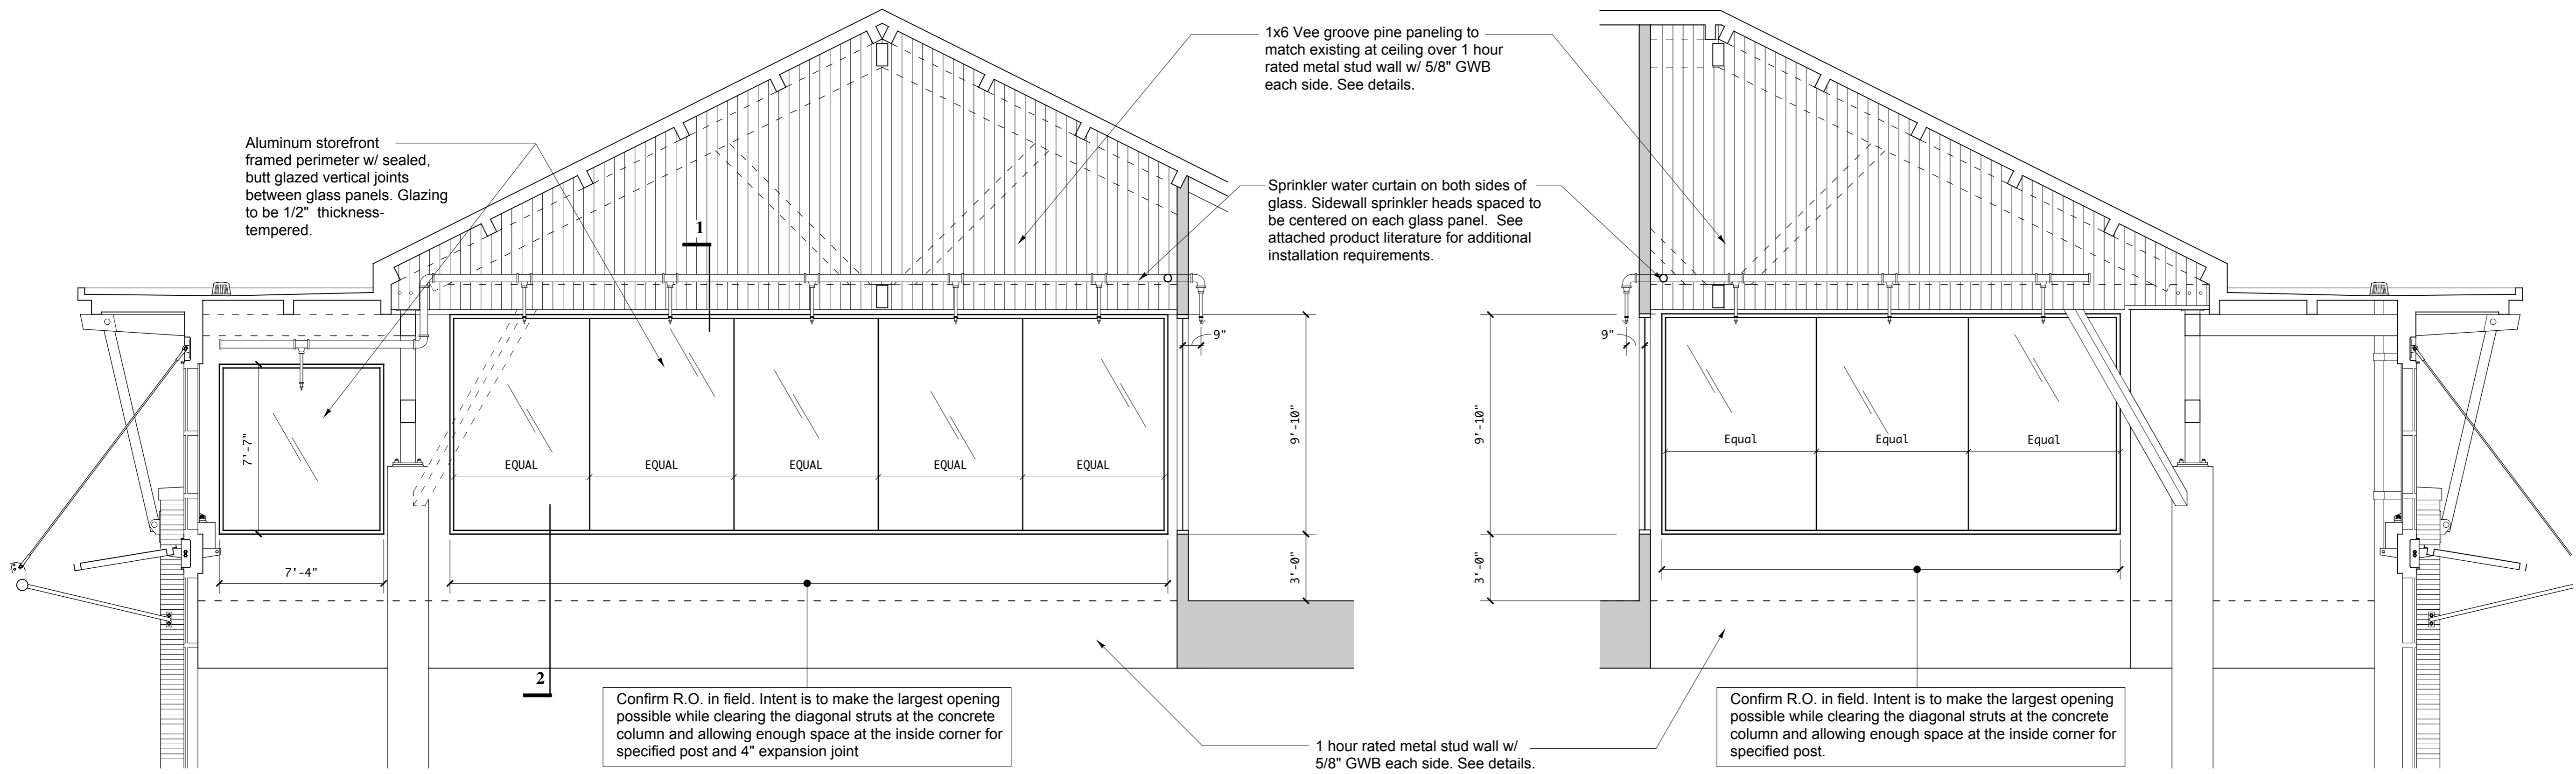 1x6 Vee groove pine paneling to
match existing at ceiling over 1 hour
rated metal stud wall w/ 5/8" GWB
each side. See details.
Aluminum storefront
framed perimeter w/ sealed,
butt glazed vertical joints
between glass panels. Glazing
to be 1/2"  thickness-
tempered.
Sprinkler water curtain on both sides of
glass. Sidewall sprinkler heads spaced to
be centered on each glass panel.  See
attached product literature for additional
installation requirements.
1
9"
9"
7'-7"
9'-10"
9'-10"
EQUAL
EQUAL
EQUAL
EQUAL
EQUAL
Equal
Equal
Equal
7'-4"
3'-0"
3'-0"
2
Confirm R.O. in field. Intent is to make the largest opening
possible while clearing the diagonal struts at the concrete
column and allowing enough space at the inside corner for
specified post and 4" expansion joint
1 hour rated metal stud wall w/
5/8" GWB each side. See details.
Confirm R.O. in field. Intent is to make the largest opening
possible while clearing the diagonal struts at the concrete
column and allowing enough space at the inside corner for
specified post.